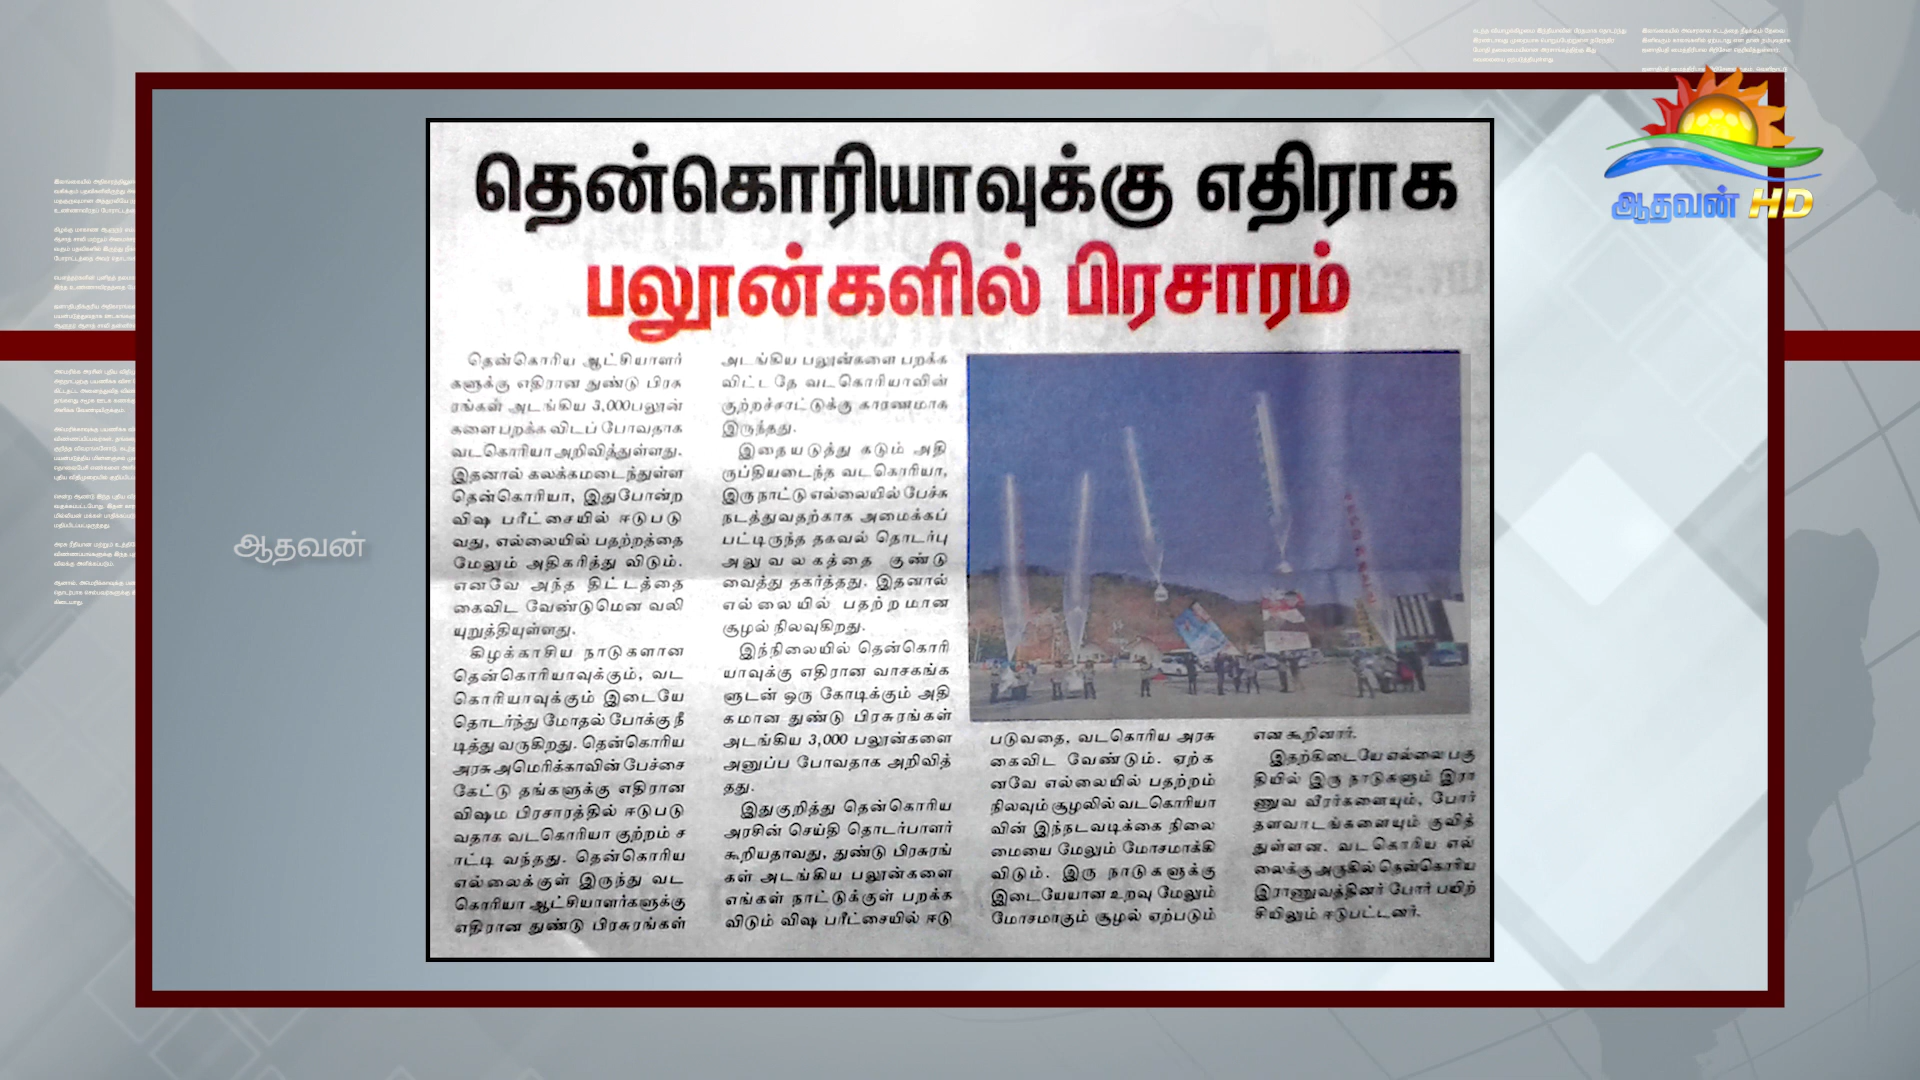 ஆதவன் HD
ஆதவன்
தென்கொரியாவுக்கு எதிராக
பலூன்களில் பிரசாரம்
தென்கொரிய ஆட்சியாளர்
களுக்கு எதிரான துண்டு பிரசு
ரங்கள் அடங்கிய 3,000பலூன்
களை பறக்க விடப் போவதாக
வடகொரியா அறிவித்துள்ளது.
இதனால் கலக்கமடைந்துள்ள
தென்கொரியா, இதுபோன்ற
விஷ பரீட்சையில் ஈடுபடு
வது, எல்லையில் பதற்றத்தை
மேலும் அதிகரித்து விடும்.
எனவே அந்த திட்டத்தை
கைவிட வேண்டுமென வலி
யுறுத்தியுள்ளது.
கிழக்காசிய நாடுகளான
தென்கொரியாவுக்கும், வட
கொரியாவுக்கும் இடையே
தொடர்ந்து மோதல் போக்கு நீ
டித்து வருகிறது. தென்கொரிய
அரசு அமெரிக்காவின் பேச்சை
கேட்டு தங்களுக்கு எதிரான
விஷம பிரசாரத்தில் ஈடுபடு
வதாக வடகொரியா குற்றம் ச
ாட்டி வந்தது. தென்கொரிய
எல்லைக்குள் இருந்து வட
கொரியா ஆட்சியாளர்களுக்கு
எதிரான துண்டு பிரசுரங்கள்
அடங்கிய பலூன்களை பறக்க
விட்டதே வடகொரியாவின்
குற்றச்சாட்டுக்கு காரணமாக
இருந்தது.
இதையடுத்து கடும் அதி
ருப்தியடைந்த வடகொரியா,
இரு நாட்டு எல்லையில் பேச்சு
நடத்துவதற்காக அமைக்கப்
பட்டிருந்த தகவல் தொடர்பு
அலுவலகத்தை குண்டு
வைத்து தகர்த்தது. இதனால்
எல்லையில் பதற்றமான
சூழல் நிலவுகிறது.
இந்நிலையில் தென்கொரி
யாவுக்கு எதிரான வாசகங்க
ளுடன் ஒரு கோடிக்கும் அதி
கமான துண்டு பிரசுரங்கள்
அடங்கிய 3,000 பலூன்களை
அனுப்ப போவதாக அறிவித்
தது.
இதுகுறித்து தென்கொரிய
அரசின் செய்தி தொடர்பாளர்
கூறியதாவது, துண்டு பிரசுரங்
கள் அடங்கிய பலூன்களை
எங்கள் நாட்டுக்குள் பறக்க
விடும் விஷ பரீட்சையில் ஈடு
படுவதை, வடகொரிய அரசு
கைவிட வேண்டும். ஏற்க
னவே எல்லையில் பதற்றம்
நிலவும் சூழலில் வடகொரியா
வின் இந்நடவடிக்கை நிலை
மையை மேலும் மோசமாக்கி
விடும். இரு நாடுகளுக்கு
இடையேயான உறவு மேலும்
மோசமாகும் சூழல் ஏற்படும்
என கூறினார்.
இதற்கிடையே எல்லை பகு
தியில் இரு நாடுகளும் இரா
ணுவ வீரர்களையும், போர்
தளவாடங்களையும் குவித்
துள்ளன. வடகொரிய எல்
லைக்கு அருகில் தென்கொரிய
இராணுவத்தினர் போர் பயிற்
சியிலும் ஈடுபட்டனர்.